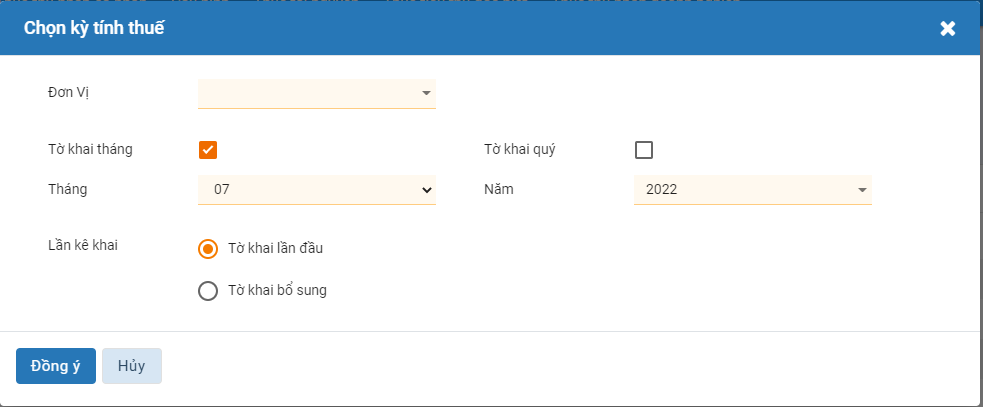 Chọn kỳ tính thuế
Đơn Vị
Tờ khai tháng
Tờ khai quý
Tháng
07
Năm
2022
Lần kê khai
Tờ khai lần đầu
Tờ khai bổ sung
Đồng ý
Hủy